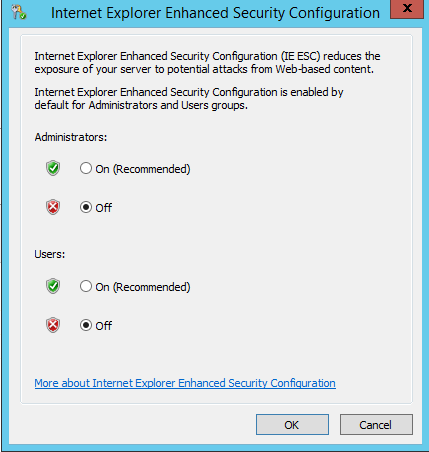 Internet Explorer Enhanced Security Configuration
Internet Explorer Enhanced Security Configuration (IE ESC) reduces the
exposure of your server to potential attacks from Web-based content.
Internet Explorer Enhanced Security Configuration is enabled by
default for Administrators and Users groups.
Administrators:
On (Recommended)
Off
Users:
On (Recommended)
Off
More about Internet Explorer Enhanced Security Configuration
OK Cancel